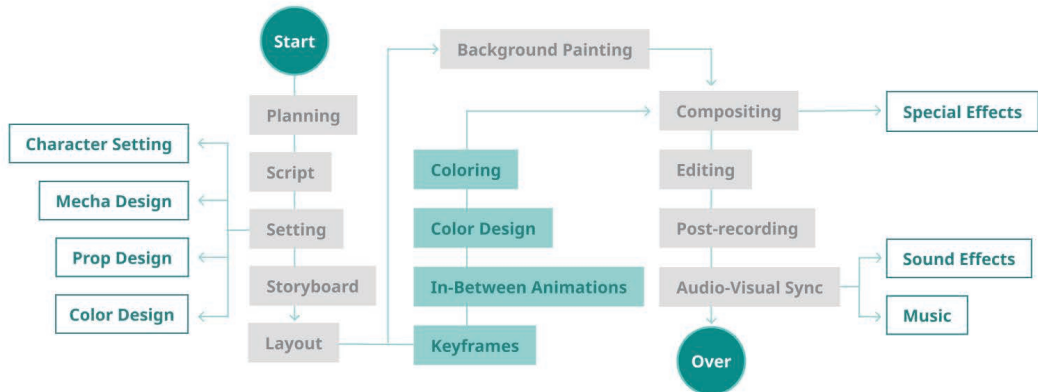 Start
Planning
Script
Setting
Storyboard
Layout
Character Setting
Mecha Design
Prop Design
Color Design
Background Painting
Coloring
Color Design
In-Between Animations
Keyframes
Compositing
Editing
Post-recording
Audio-Visual Sync
Over
Special Effects
Sound Effects
Music